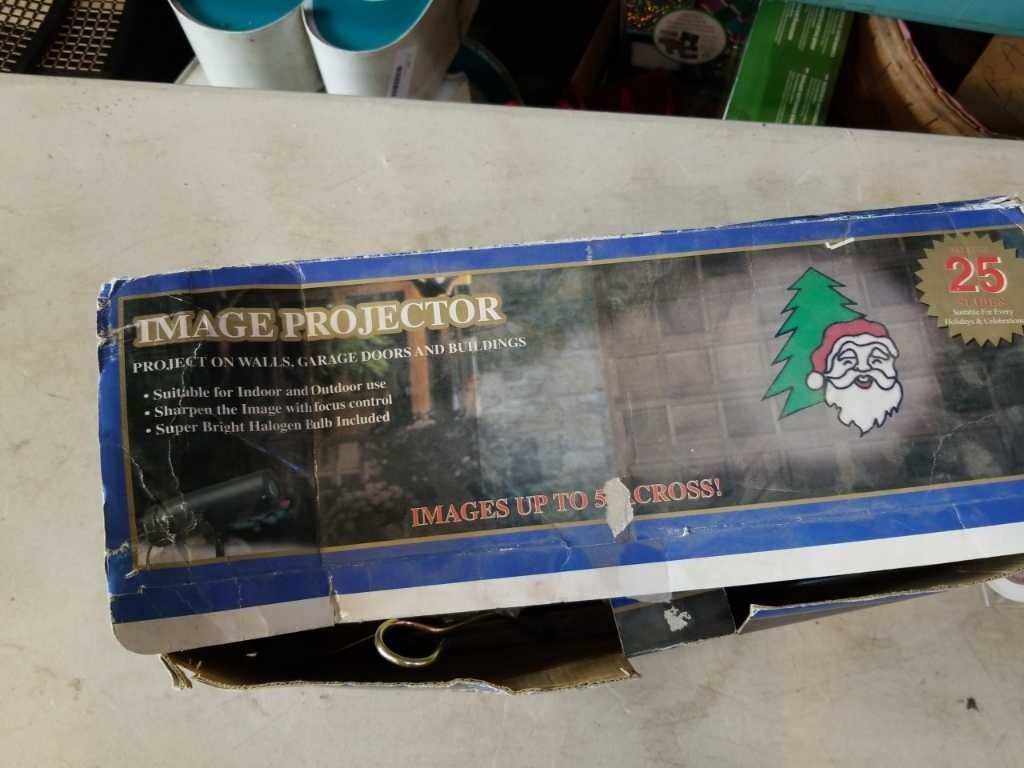 IMAGE PROJECTOR
PROJECT ON WALLS, GARAGE DOORS AND BUILDINGS
• Suitable for Indoor and Outdoor use
• Sharpen the Image with focus control
• Super Bright Halogen Bulb Included
IMAGES UP TO 5 CROSS!
25
SLIDES
Suitable For Every
Holidays & Celebrations